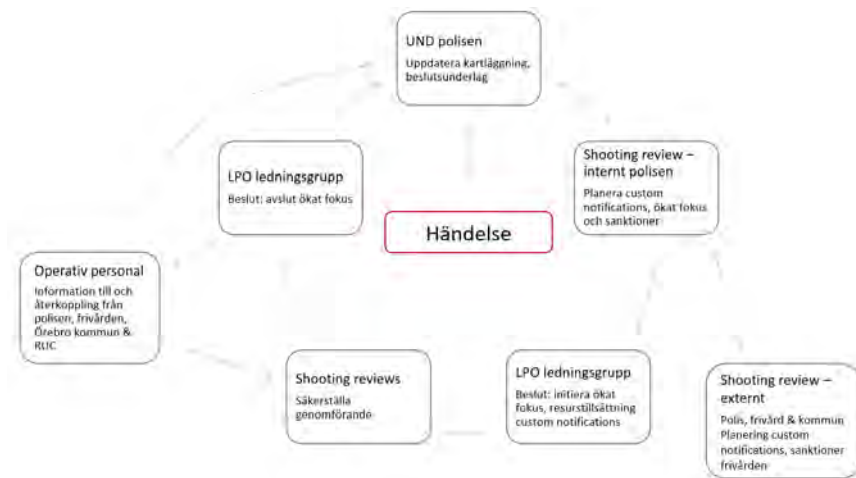 UND polisen
Uppdatera kartläggning,
beslutsunderlag
LPO ledningsgrupp
Beslut: avslut ökat fokus
Shooting review –
internt polisen
Planera custom
notifications, ökat fokus
och sanktioner
Händelse
Operativ personal
Information till och
återkoppling från
polisen, frivården,
Örebro kommun &
RUC
Shooting reviews
Säkerställa
genomförande
LPO ledningsgrupp
Beslut: initiera ökat
fokus, resurstillsättning
custom notifications
Shooting review –
externt
Polis, frivård & kommun
Planering custom
notifications, sanktioner
frivården